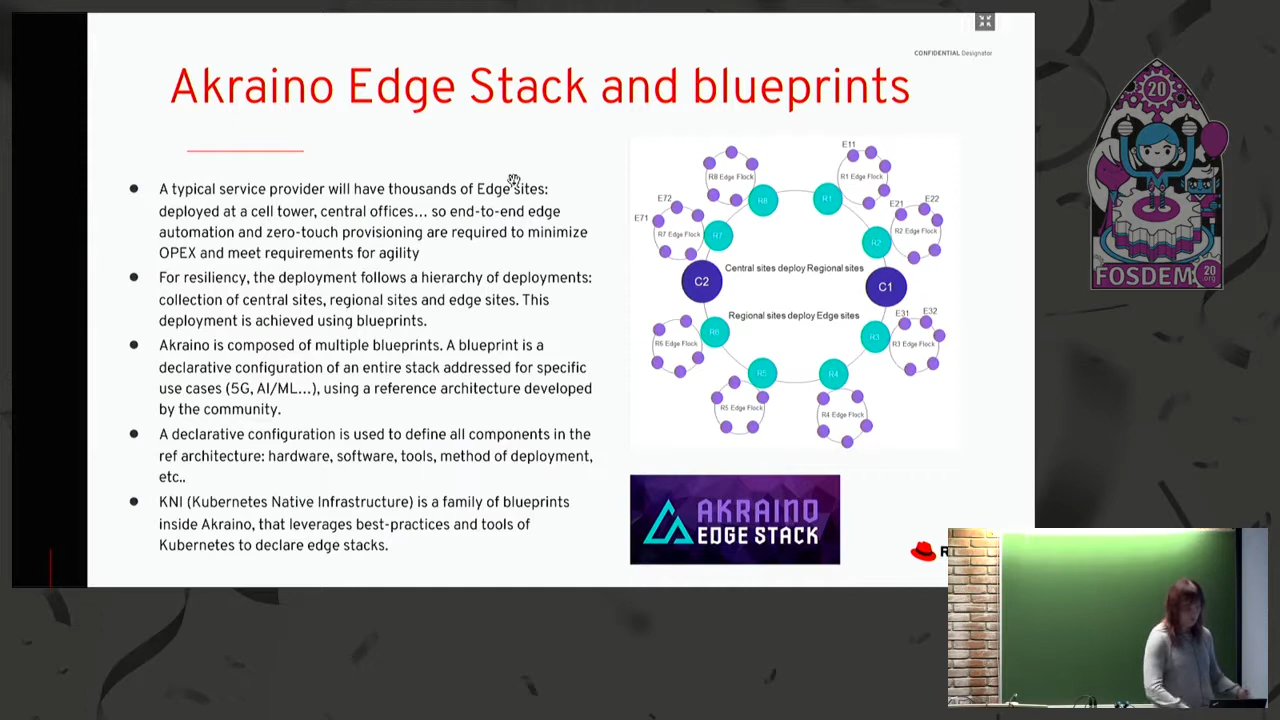 CONFIDENTIAL Designator
Akraino Edge Stack and blueprints
● A typical service provider will have thousands of Edge sites:
deployed at a cell tower, central offices... so end-to-end edge
automation and zero-touch provisioning are required to minimize
OPEX and meet requirements for agility
● For resiliency, the deployment follows a hierarchy of deployments:
collection of central sites, regional sites and edge sites. This
deployment is achieved using blueprints.
● Akraino is composed of multiple blueprints. A blueprint is a
declarative configuration of an entire stack addressed for specific
use cases (5G, AI/ML...), using a reference architecture developed
by the community.
● A declarative configuration is used to define all components in the
ref architecture: hardware, software, tools, method of deployment,
etc..
● KNI (Kubernetes Native Infrastructure) is a family of blueprints
inside Akraino, that leverages best-practices and tools of
Kubernetes to declare edge stacks.
E11
R8 Edge Flock
R1 Edge Flock
R8
R1
E72
E71
E21
E22
R7 Edge Flock
R7
R2
R2 Edge Flock
Central sites deploy Regional sites
C2
C1
Regional sites deploy Edge sites
E31
E32
R6 Edge Flock
R6
R3
R3 Edge Flock
R5
R4
R5 Edge Flock
R4 Edge Flock
AKRAINO
EDGE STACK
R
20
FOSDEM
20
.org